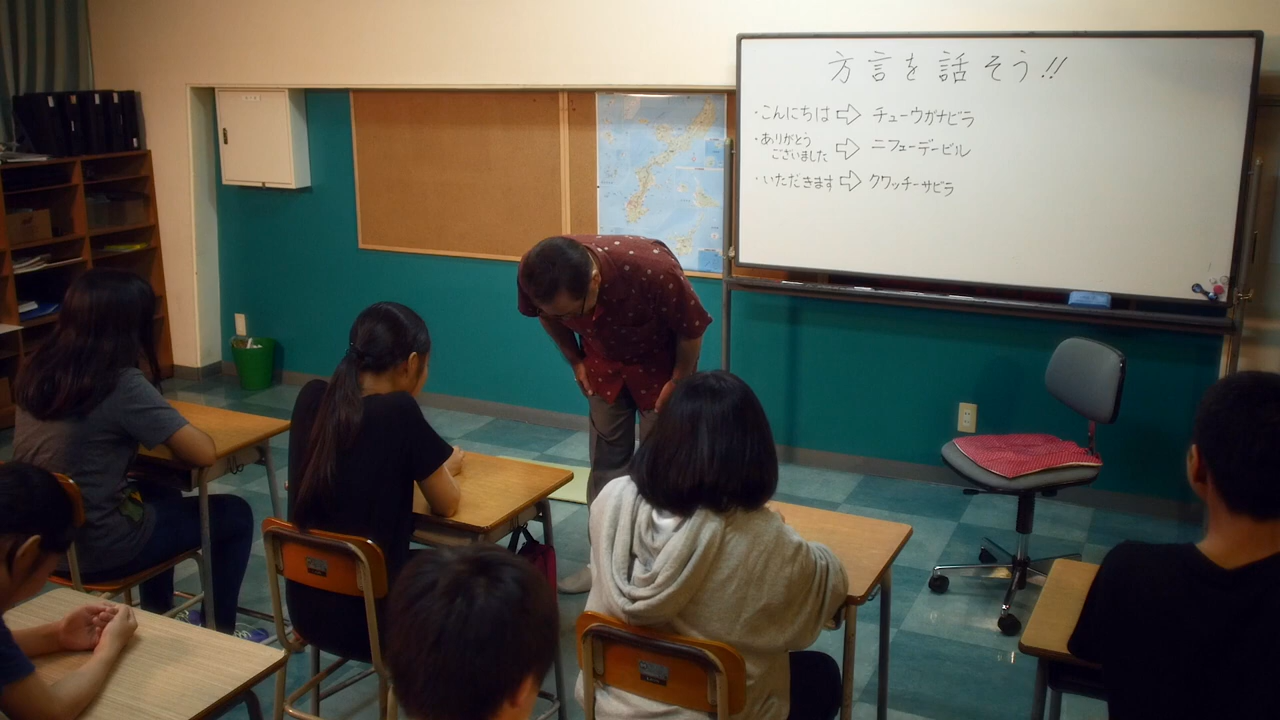 方言を話そう!!
・こんにちは ⇨ チューウガナビラ
・ありがとう
ございました ⇨ ニフェーデービル
・いただきます ⇨ クワッチーサビラ